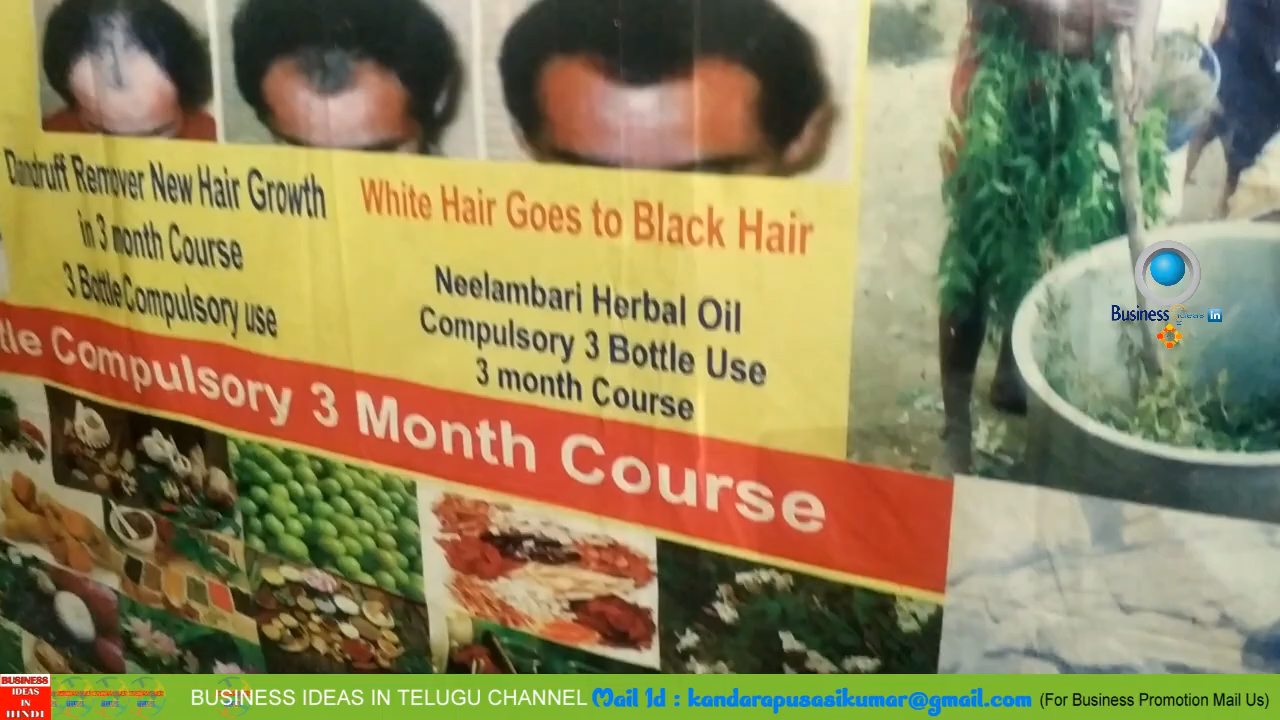 Dandruff Remover New Hair Growth
in 3 month Course
3 Bottle Compulsory use
White Hair Goes to Black Hair
Neelambari Herbal Oil
Compulsory 3 Bottle Use
3 month Course
tle Compulsory 3 Month Course
Business ideas in
BUSINESS
IDEAS
IN
HINDI
BUSINESS IDEAS IN TELUGU CHANNEL Mail Id : kandarapusasikumar@gmail.com (For Business Promotion Mail Us)